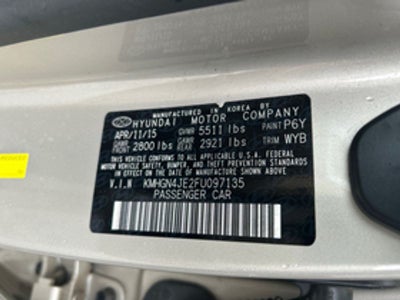 MANUFACTURED IN KOREA BY
HYUNDAI MOTOR COMPANY
APR/11/15 GVWR 5511 lbs PAINT P6Y
GAWR FRONT 2800 lbs GAWR REAR 2921 lbs TRIM WYB
THIS VEHICLE CONFORMS TO ALL APPLICABLE U.S. FEDERAL
MOTOR VEHICLE SAFETY, BUMPER, AND THEFT PREVENTION
STANDARDS IN EFFECT ON THE DATE OF MANUFACTURE SHOWN ABOVE.
V.I.N KMHGN4JE2FU097135
PASSENGER CAR